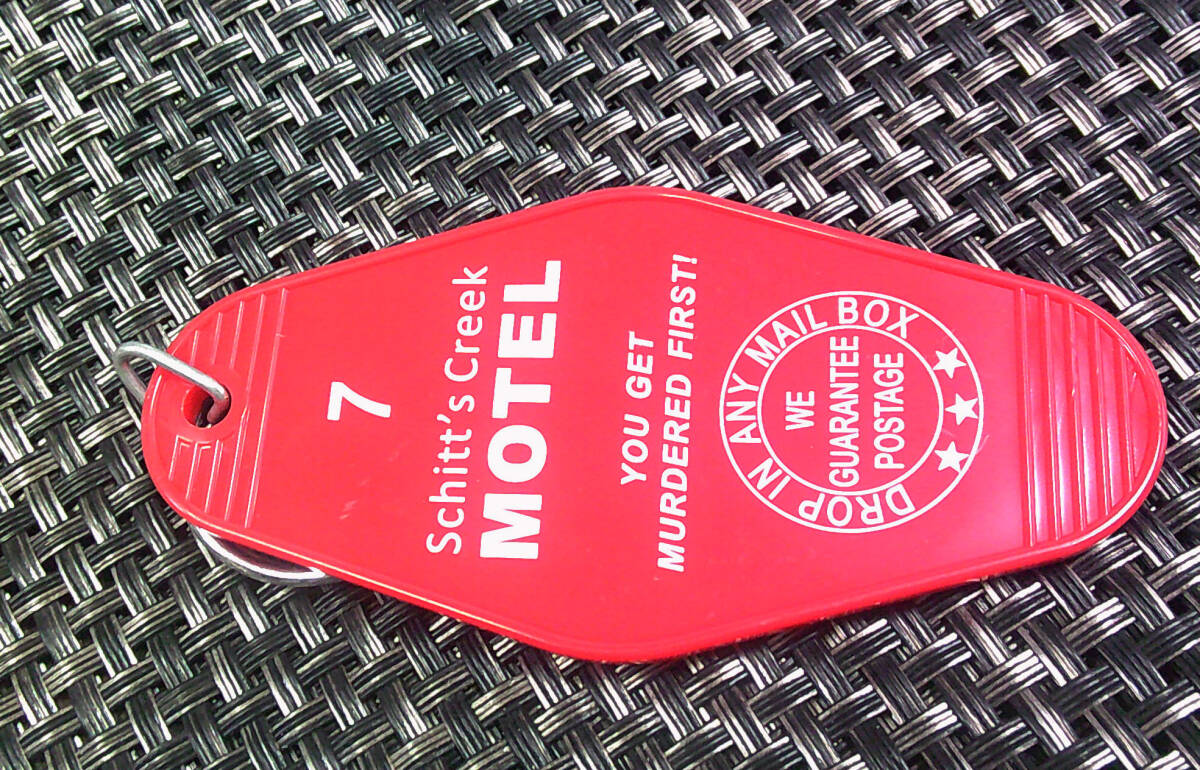 7
Schitt's Creek
MOTEL
YOU GET
MURDERED FIRST!
DROP IN ANY MAIL BOX
WE
GUARANTEE
POSTAGE